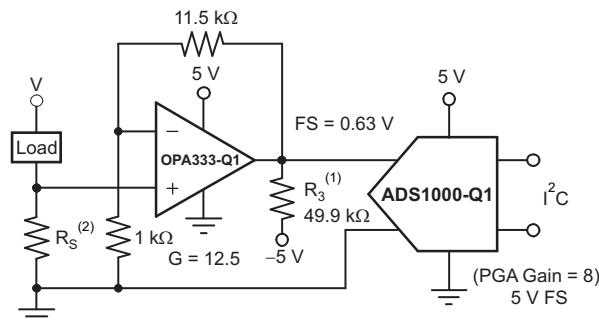 11.5 kΩ
V
5 V
5 V
Load
OPA333-Q1
FS = 0.63 V
−
+
R3(1)
49.9 kΩ
ADS1000-Q1
I2C
RS(2)
1 kΩ
G = 12.5
−5 V
(PGA Gain = 8)
5 V FS